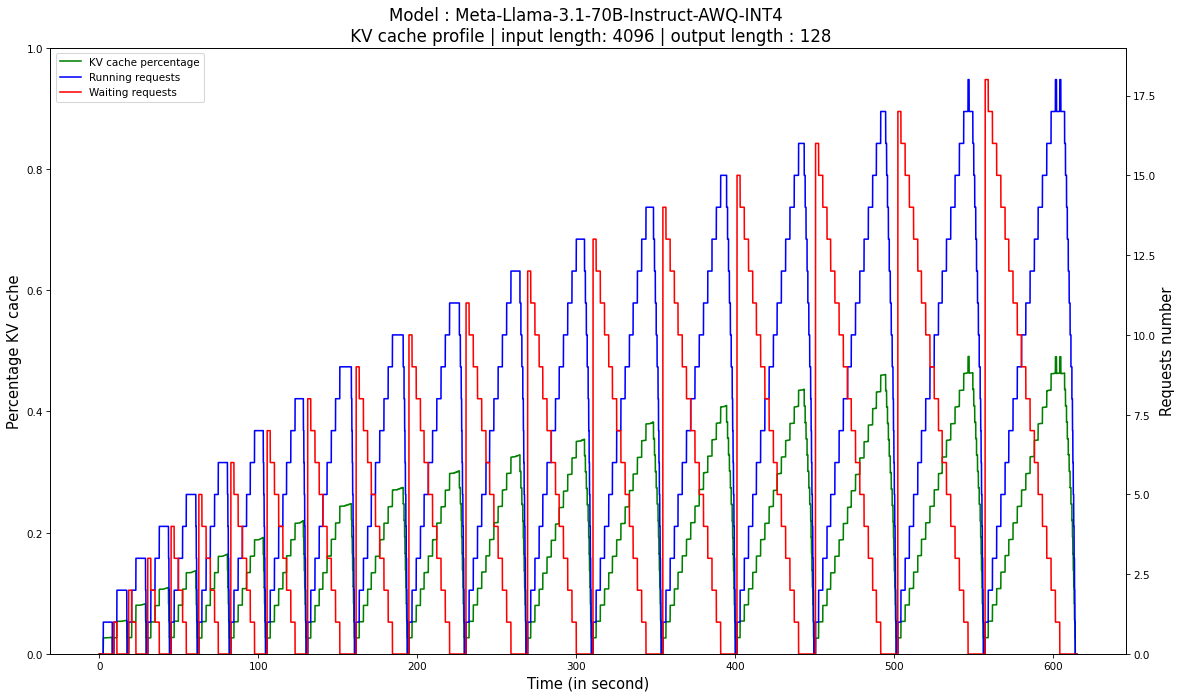 Model : Meta-Llama-3.1-70B-Instruct-AWQ-INT4
KV cache profile | input length: 4096 | output length : 128
KV cache percentage
Running requests
Waiting requests
Percentage KV cache
1.0
0.8
0.6
0.4
0.2
0.0
17.5
15.0
12.5
10.0
7.5
5.0
2.5
0.0
Requests number
0
100
200
300
400
500
600
Time (in second)